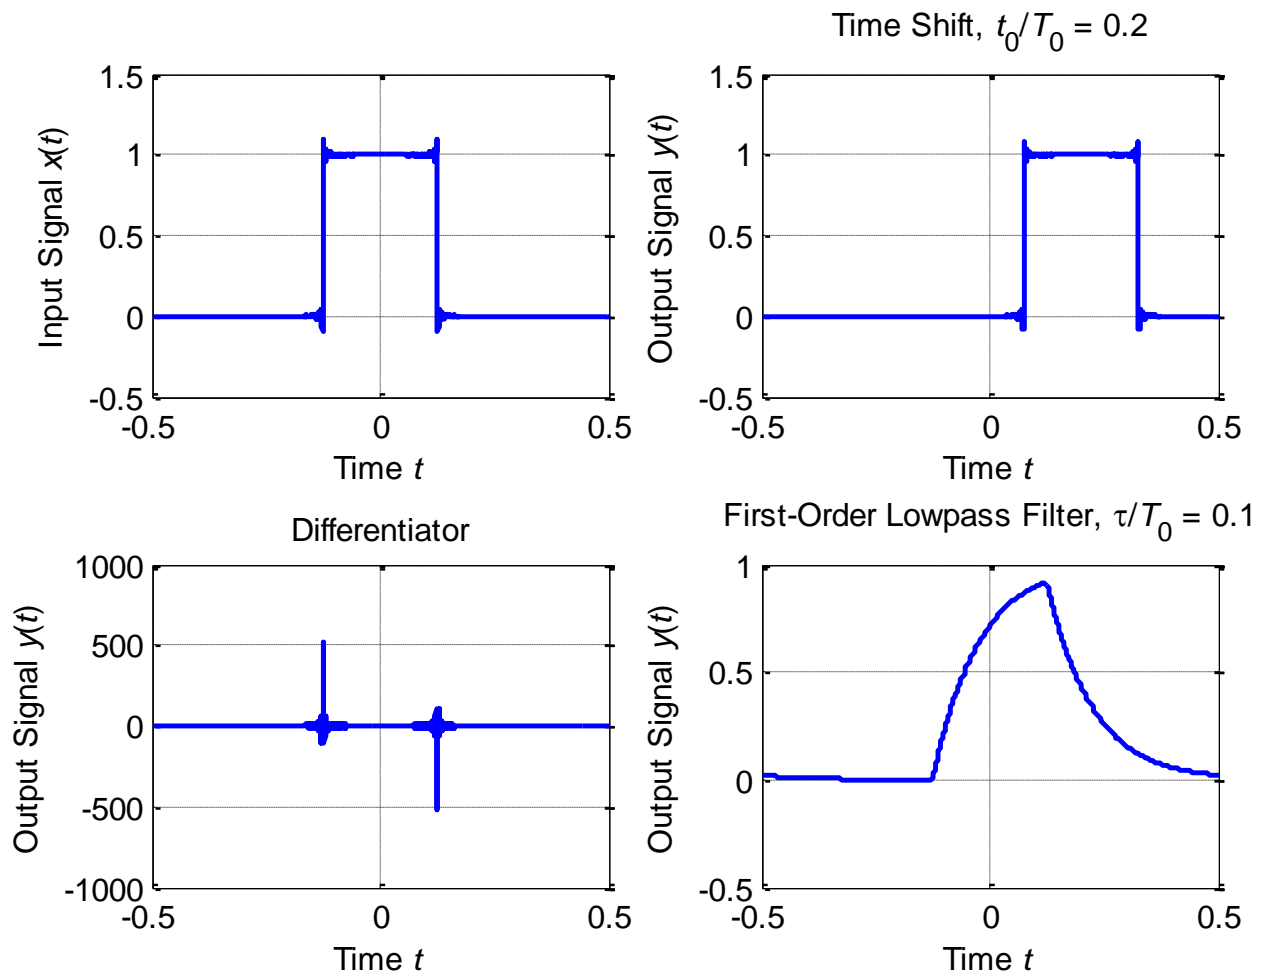 Time Shift, t0/T0 = 0.2
Input Signal x(t)
1.5
1
0.5
0
-0.5
-0.5 0 0.5
Time t
Output Signal y(t)
1.5
1
0.5
0
-0.5
-0.5 0 0.5
Time t
Differentiator
Output Signal y(t)
1000
500
0
-500
-1000
-0.5 0 0.5
Time t
First-Order Lowpass Filter, τ/T0 = 0.1
Output Signal y(t)
1
0.5
0
-0.5
-0.5 0 0.5
Time t